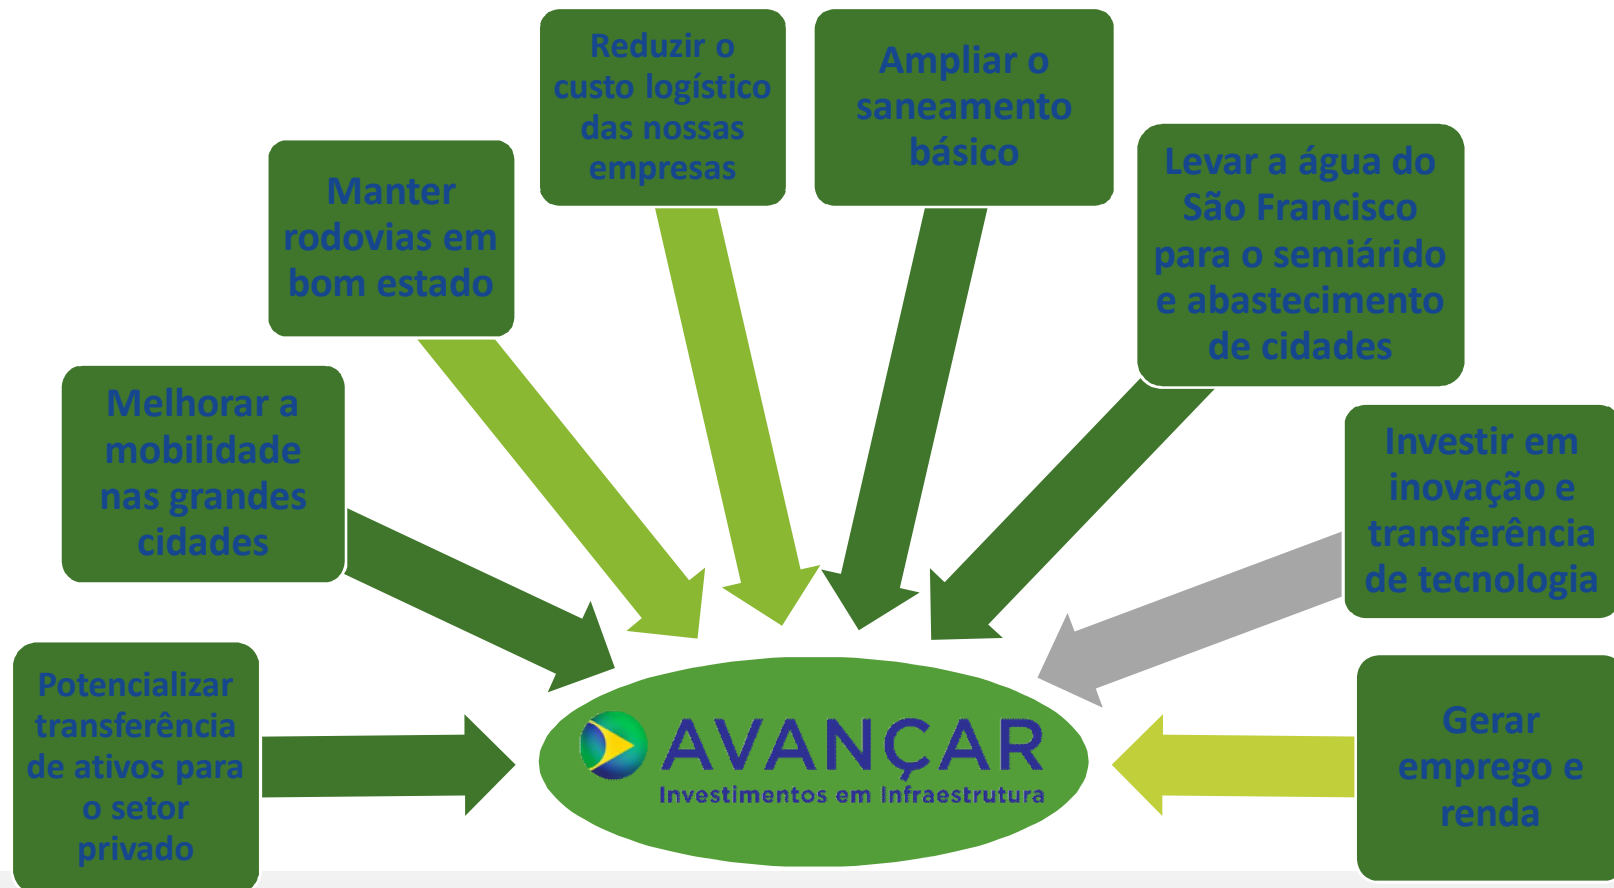 Reduzir o
custo logístico
das nossas
empresas
Ampliar o
saneamento
básico
Manter
rodovias em
bom estado
Levar a água do
São Francisco
para o semiárido
e abastecimento
de cidades
Melhorar a
mobilidade
nas grandes
cidades
Investir em
inovação e
transferência
de tecnologia
Potencializar
transferência
de ativos para
o setor
privado
AVANÇAR
Investimentos em Infraestrutura
Gerar
emprego e
renda